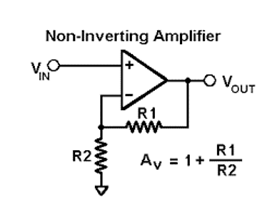 Non-Inverting Amplifier
VIN
+
−
VOUT
R1
R2
AV = 1 + R1/R2